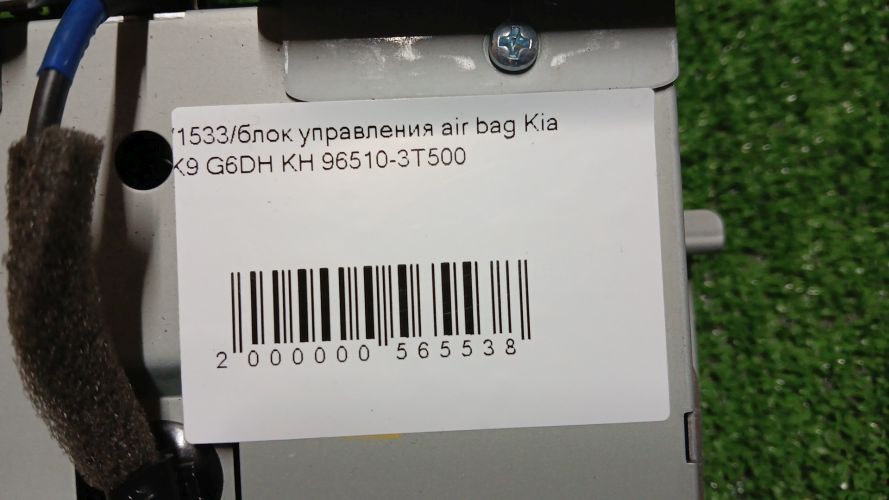 /1533/блок управления air bag Kia
K9 G6DH KH 96510-3T500
2 000000 565538